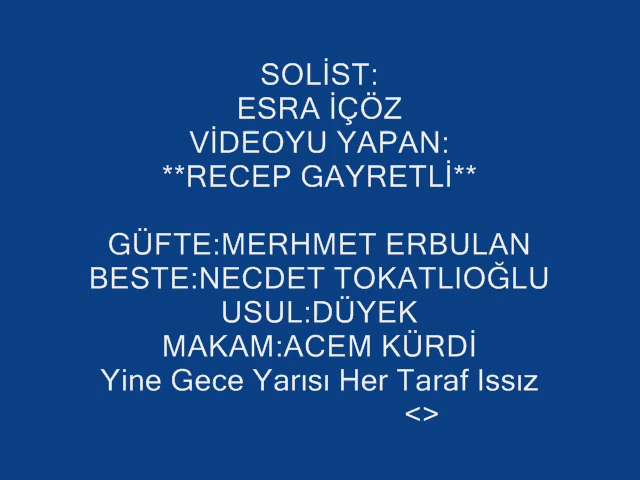 SOLİST:
ESRA İÇÖZ
VİDEOYU YAPAN:
**RECEP GAYRETLİ**
GÜFTE:MERHMET ERBULAN
BESTE:NECDET TOKATLIOĞLU
USUL:DÜYEK
MAKAM:ACEM KÜRDİ
Yine Gece Yarısı Her Taraf Issız
<>